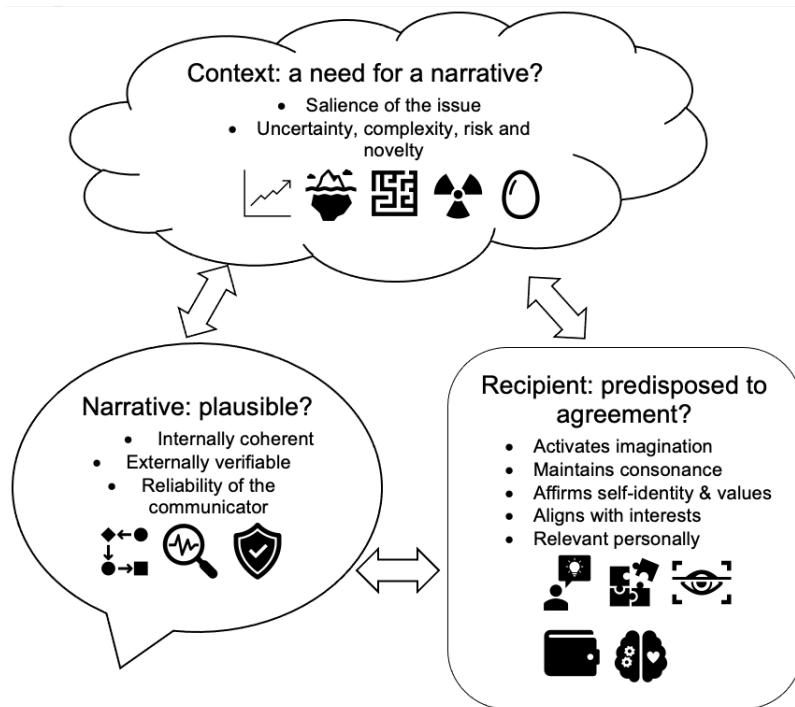 Context: a need for a narrative?
• Salience of the issue
• Uncertainty, complexity, risk and
novelty
Narrative: plausible?
• Internally coherent
• Externally verifiable
• Reliability of the
communicator
Recipient: predisposed to
agreement?
• Activates imagination
• Maintains consonance
• Affirms self-identity & values
• Aligns with interests
• Relevant personally